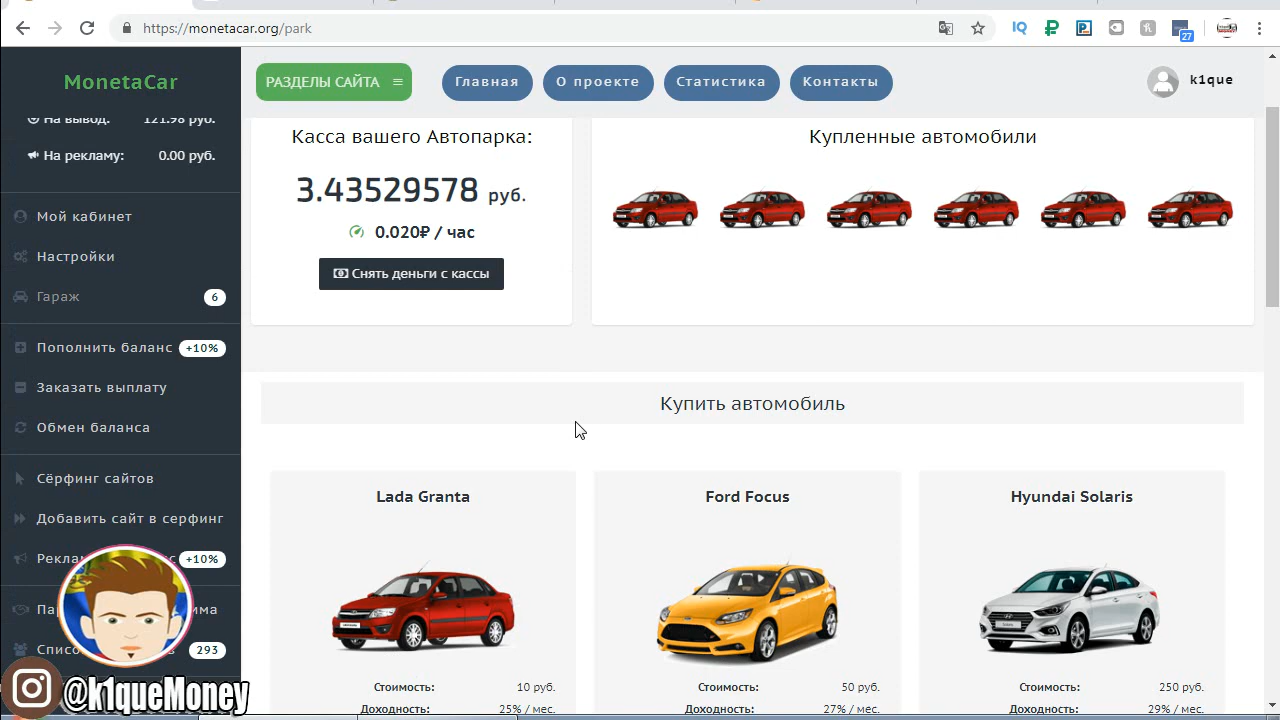 https://monetacar.org/park
27
MonetaCar
РАЗДЕЛЫ САЙТА
Главная
О проекте
Статистика
Контакты
k1que
На вывод: 121.98 руб.
На рекламу: 0.00 руб.
Мой кабинет
Настройки
Гараж 6
Пополнить баланс +10%
Заказать выплату
Обмен баланса
Сёрфинг сайтов
Добавить сайт в серфинг
+10%
293
@k1queMoney
Касса вашего Автопарка:
3.43529578 руб.
0.020₽ / час
Снять деньги с кассы
Купленные автомобили
Купить автомобиль
Lada Granta
Стоимость: 10 руб.
Доходность: 25% / мес.
Ford Focus
Стоимость: 50 руб.
Доходность: 27% / мес.
Hyundai Solaris
Стоимость: 250 руб.
Доходность: 29% / мес.